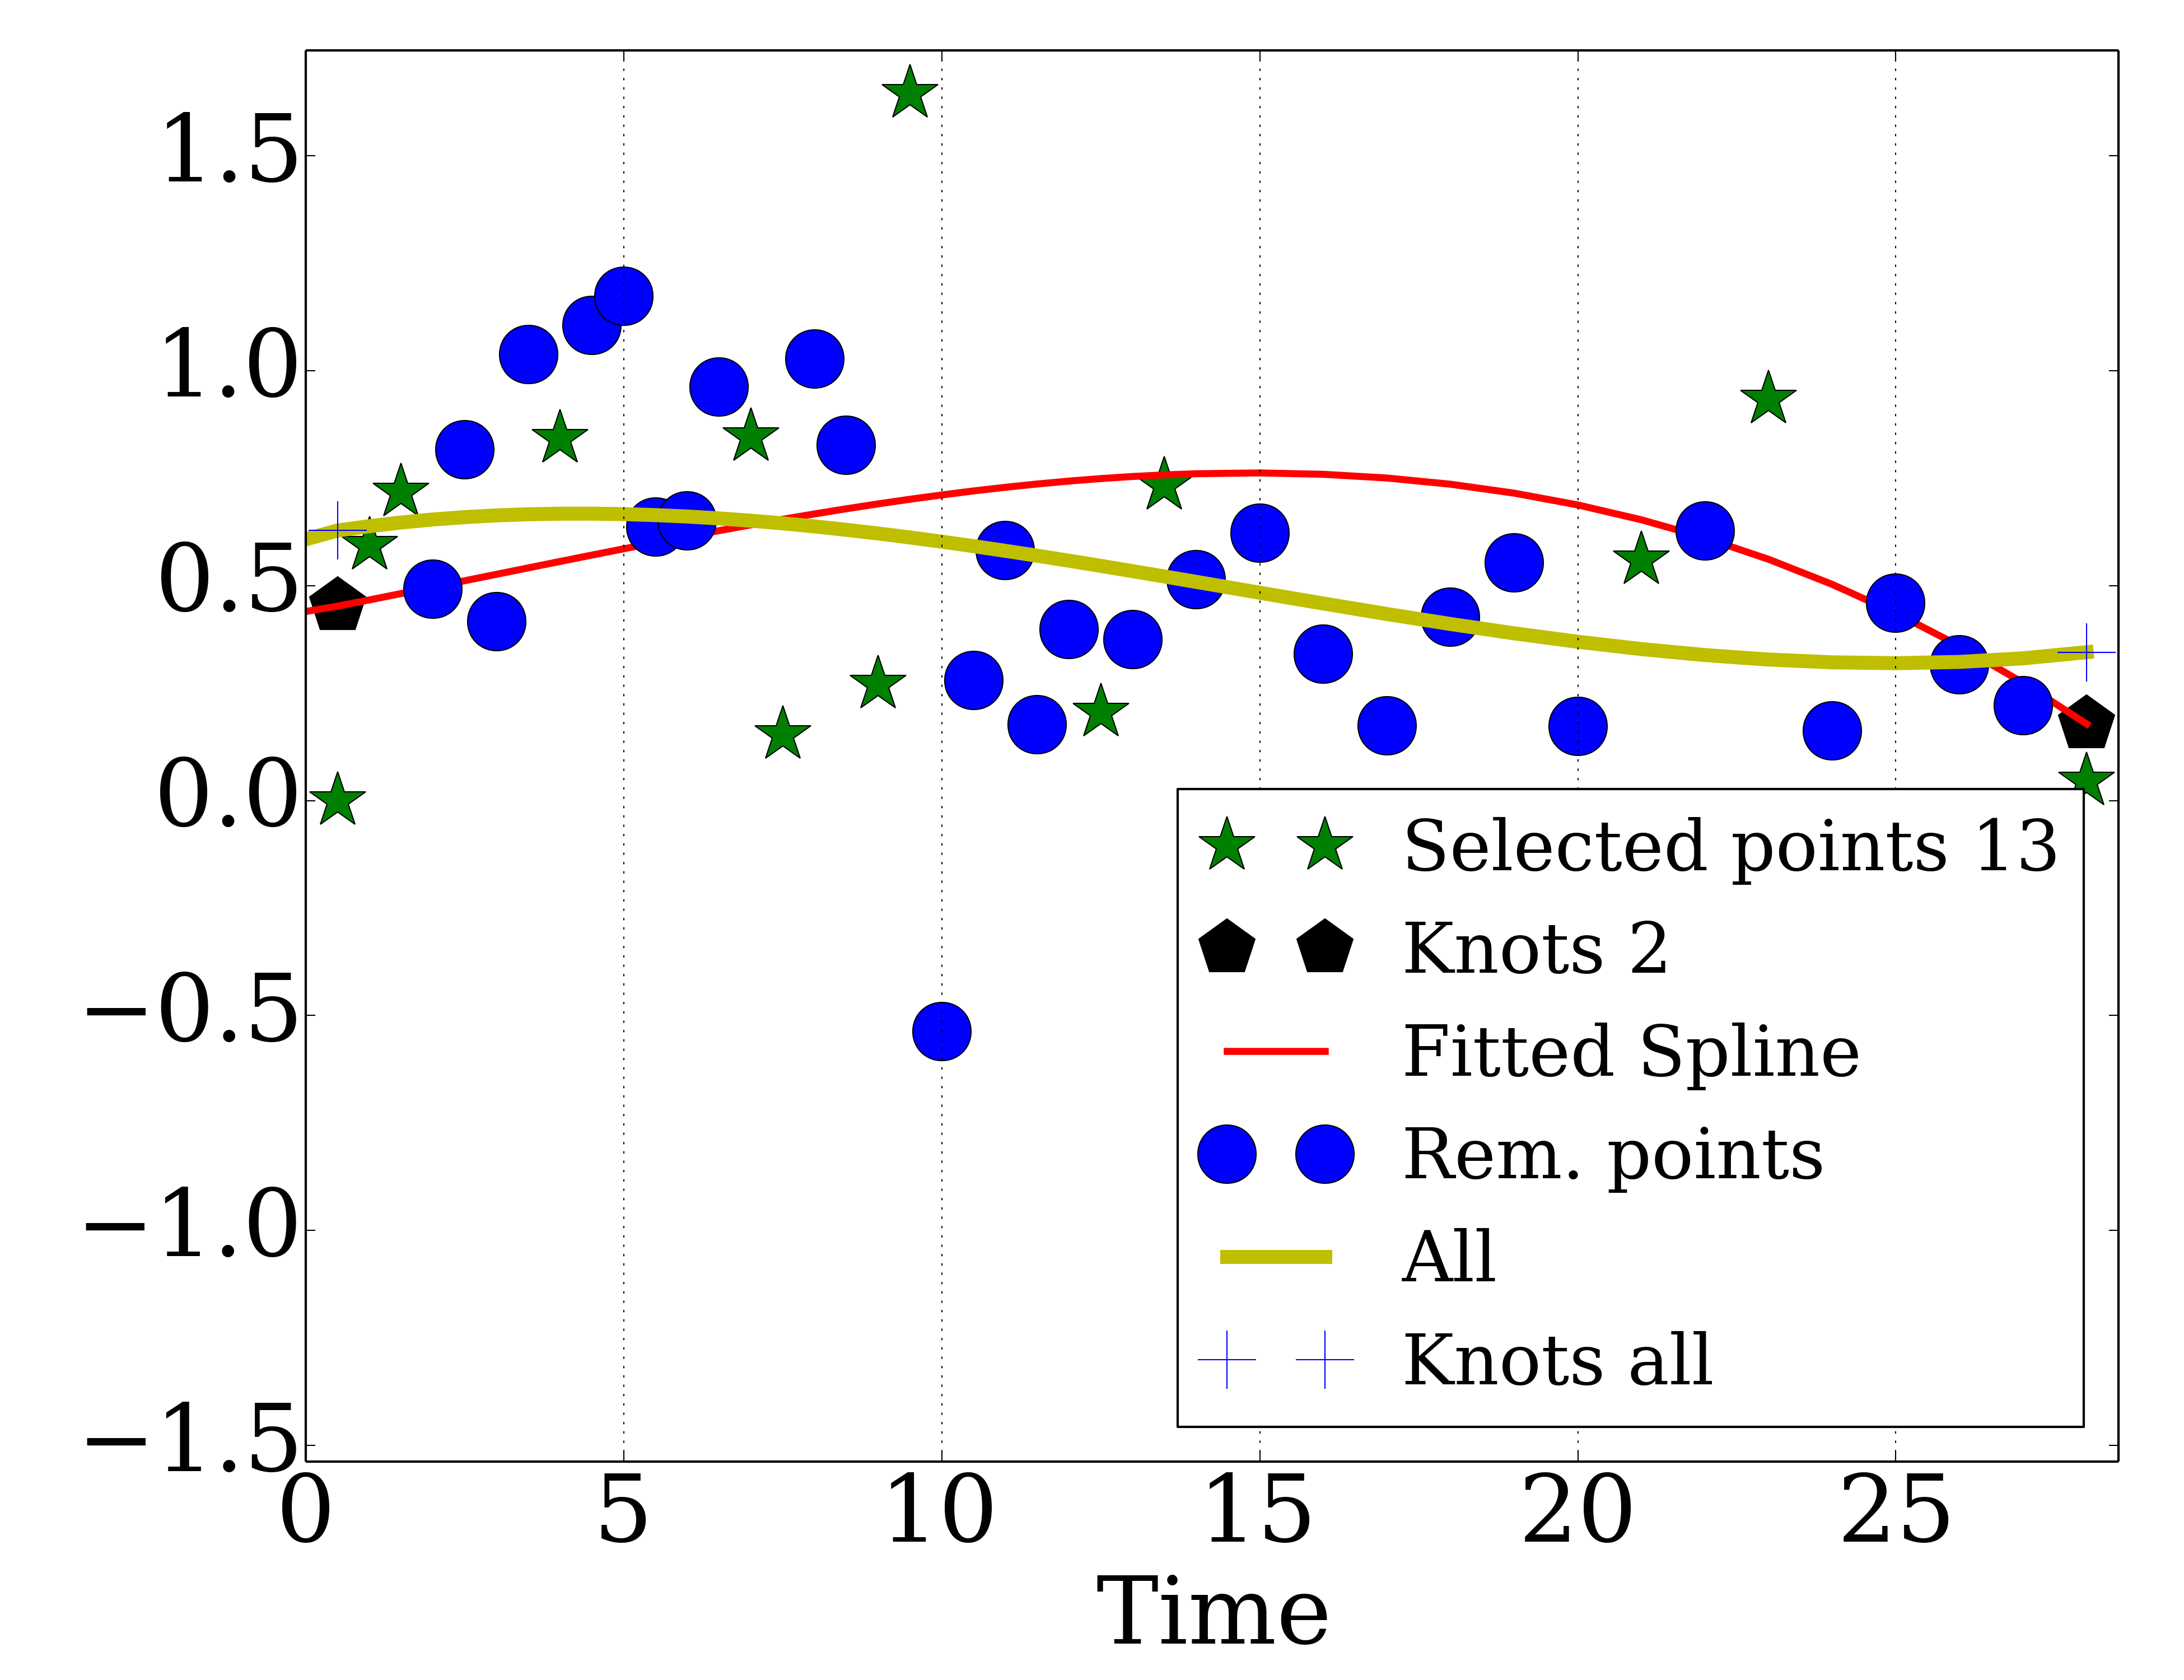 1.5
1.0
0.5
0.0
−0.5
−1.0
−1.5
0 5 10 15 20 25
Time
Selected points 13
Knots 2
Fitted Spline
Rem. points
All
Knots all